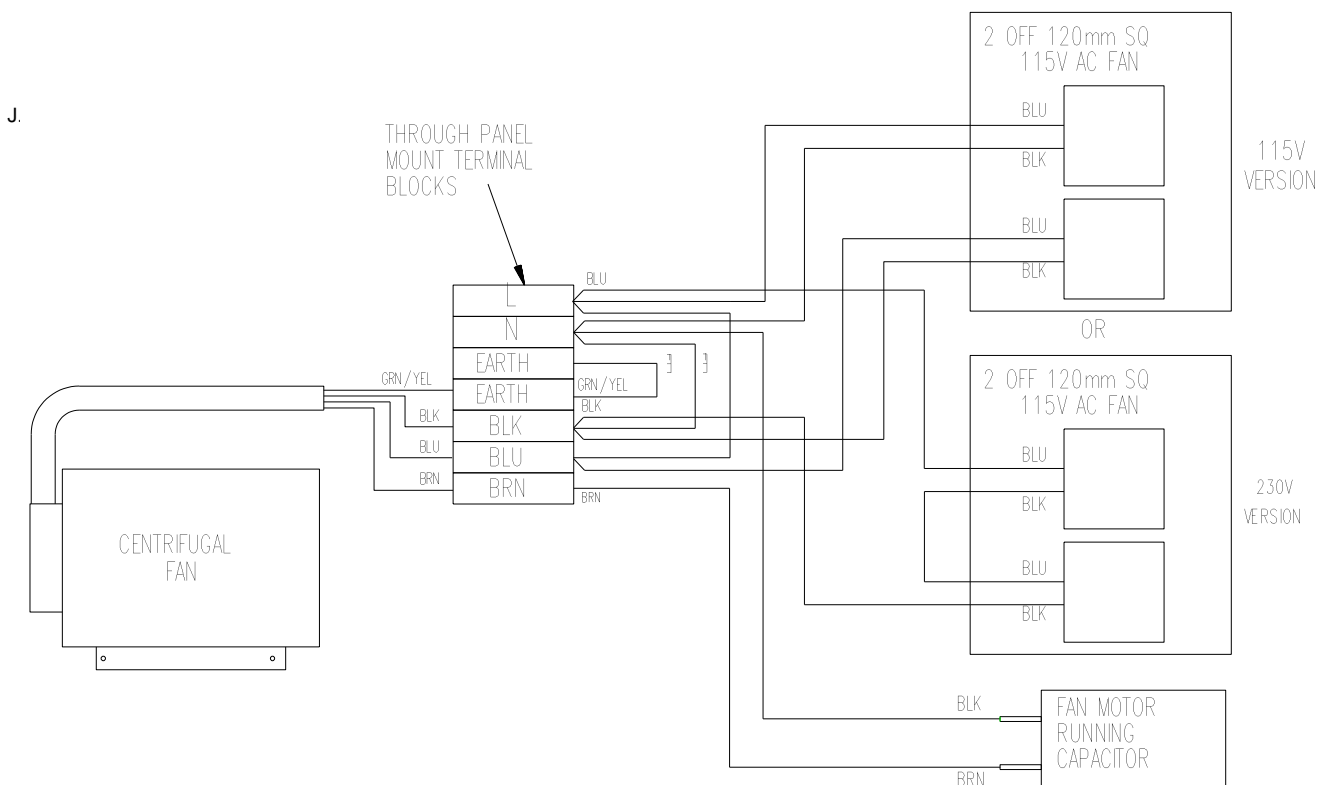 J.
THROUGH PANEL
MOUNT TERMINAL
BLOCKS
2 OFF 120mm SQ
115V AC FAN
BLU
BLK
BLU
BLK
115V
VERSION
OR
2 OFF 120mm SQ
115V AC FAN
BLU
BLK
BLU
BLK
230V
VERSION
BLU
L
N
EARTH
EARTH
BLK
BLU
BRN
GRN/YEL
BLK
BLU
BRN
GRN/YEL
BLK
BRN
CENTRIFUGAL
FAN
BLK
BRN
FAN MOTOR
RUNNING
CAPACITOR